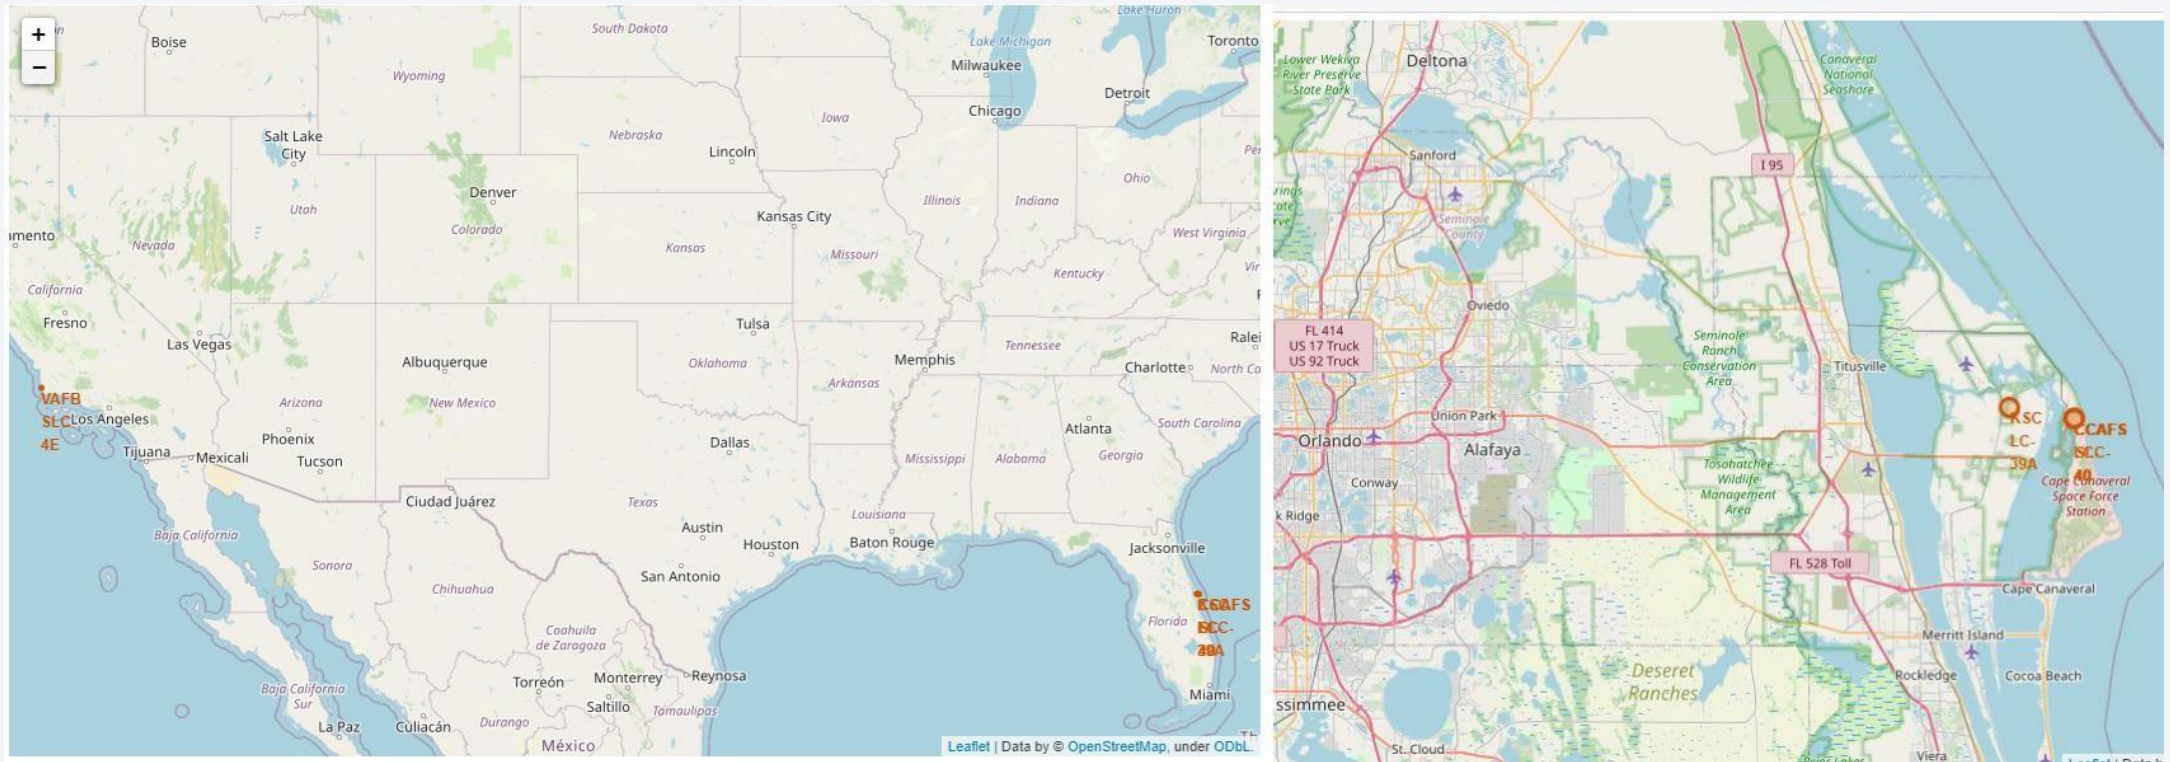 +
−
Boise
South Dakota
Lake Huron
Lake Michigan
Toronto
Milwaukee
Wyoming
Detroit
Chicago
Iowa
Salt Lake
City
Nebraska
Lincoln
Ohio
Denver
Utah
Illinois
Indiana
Kansas City
Colorado
Nevada
Kansas
West Virginia
Missouri
Kentucky
California
Fresno
Tulsa
Las Vegas
Tennessee
Albuquerque
Memphis
Oklahoma
Charlotte
Arkansas
VAFB
SLC-
4E
Los Angeles
Arizona
New Mexico
Phoenix
Dallas
Atlanta
South Carolina
Tijuana
Mexicali
Tucson
Mississippi
Alabama
Georgia
Ciudad Juárez
Texas
Louisiana
Austin
Baja California
Houston
Baton Rouge
Jacksonville
Sonora
San Antonio
Chihuahua
Florida
Coahuila
de Zaragoza
Torreón
Monterrey
Reynosa
Baja California
Sur
Saltillo
Miami
La Paz
Culiacán
Durango
Tamaulipas
México
Leaflet | Data by © OpenStreetMap, under ODbL.
Lower Wekiva
River Preserve
State Park
Deltona
Canaveral
National
Seashore
Sanford
I 95
Seminole
County
Oviedo
FL 414
US 17 Truck
US 92 Truck
Seminole
Ranch
Conservation
Area
Titusville
KSC
LC-
39A
CCAFS
Union Park
Orlando
Alafaya
Tosohatchee
Wildlife
Management
Area
Cape Canaveral
Space Force
Station
Conway
k Ridge
FL 528 Toll
Cape Canaveral
Merritt Island
Deseret
Ranches
Rockledge
Cocoa Beach
ssimmee
St. Cloud
Viera